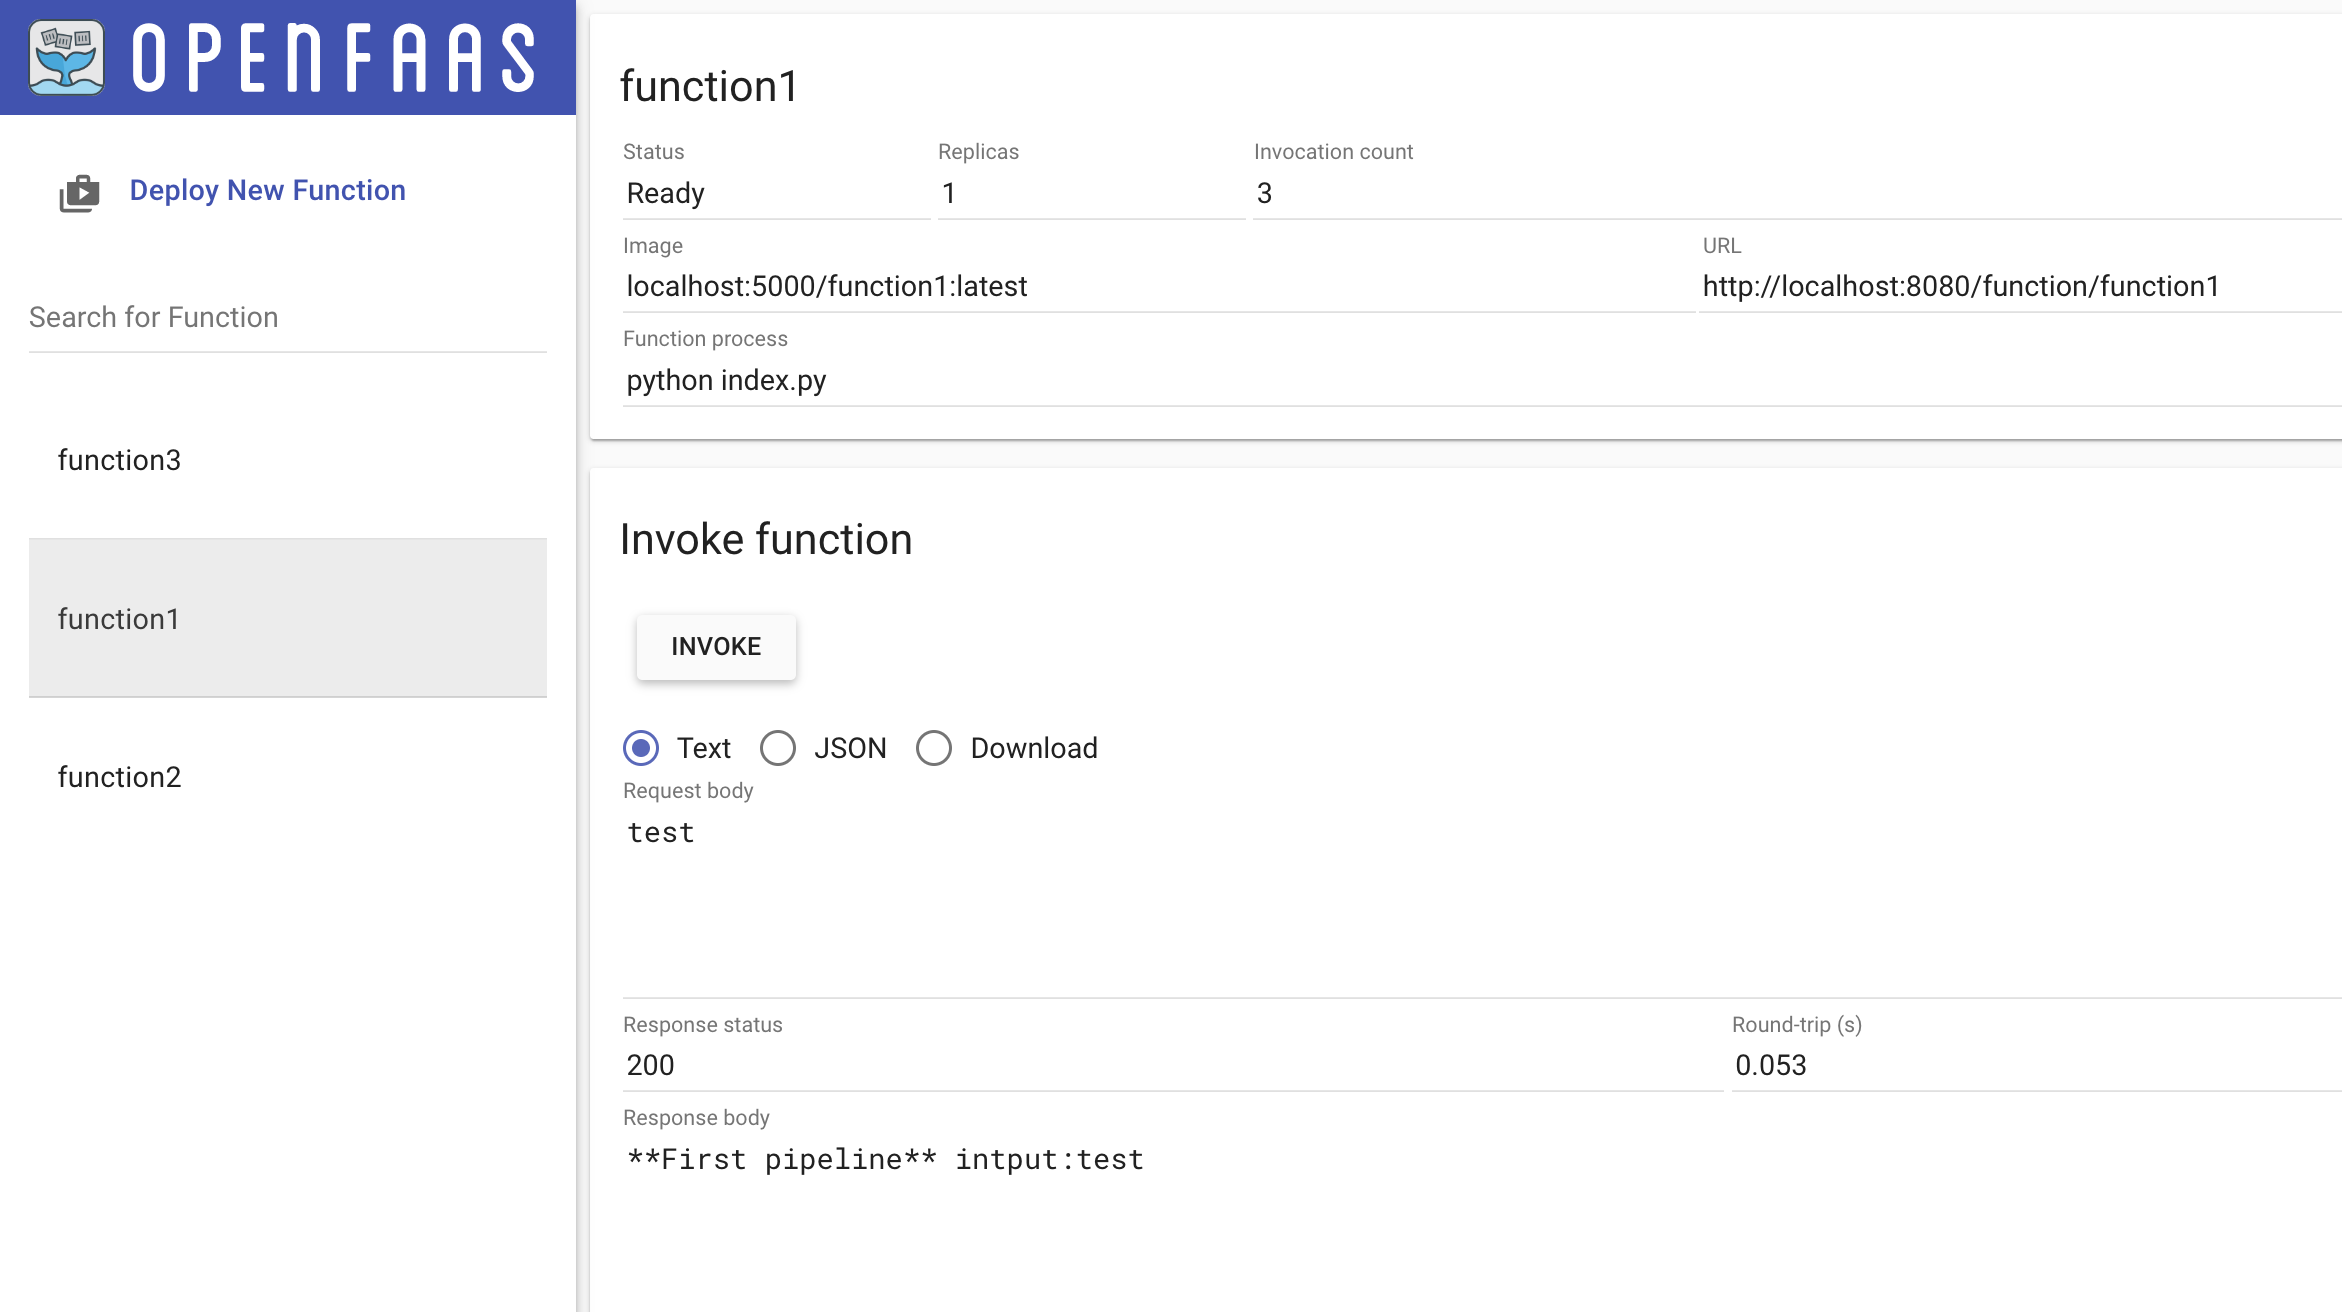 OPENFAAS
Deploy New Function
Search for Function
function3
function1
function2
function1
Status Replicas Invocation count
Ready 1 3
Image URL
localhost:5000/function1:latest http://localhost:8080/function/function1
Function process
python index.py
Invoke function
INVOKE
Text JSON Download
Request body
test
Response status Round-trip (s)
200 0.053
Response body
**First pipeline** intput:test